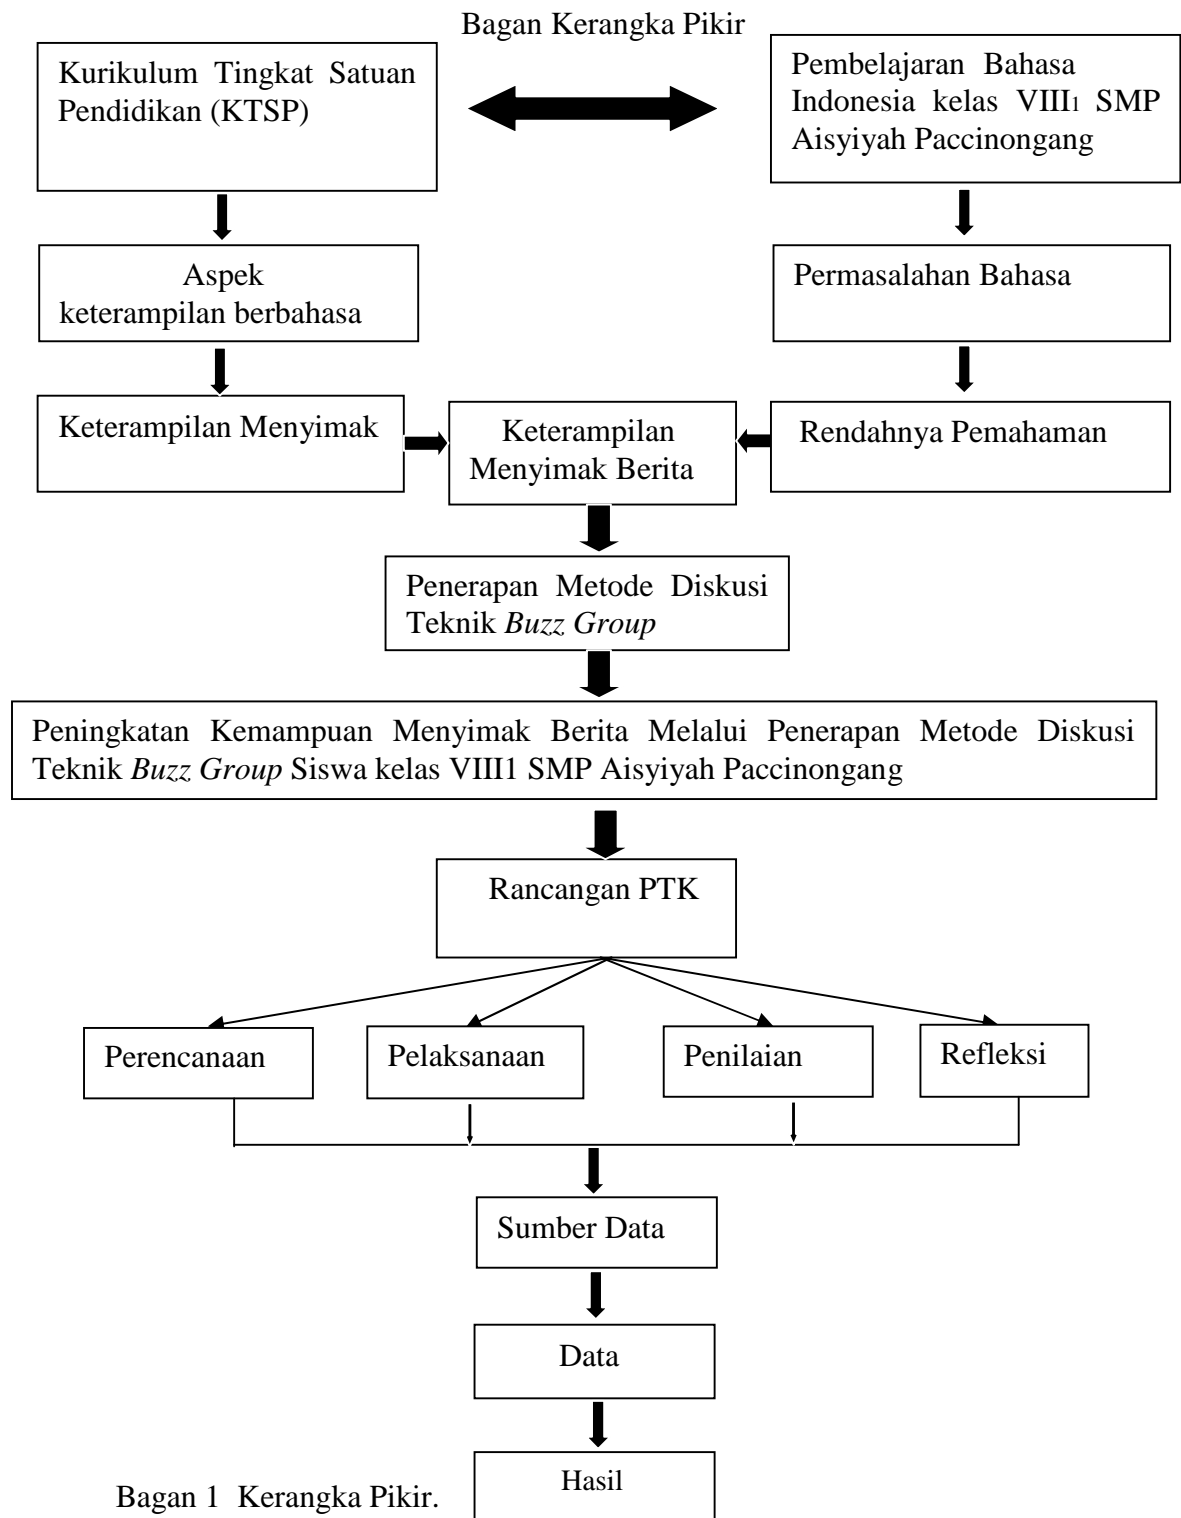 Bagan Kerangka Pikir
Kurikulum Tingkat Satuan
Pendidikan (KTSP)
Pembelajaran Bahasa
Indonesia kelas VIII1 SMP
Aisyiyah Paccinongang
Aspek
keterampilan berbahasa
Permasalahan Bahasa
Keterampilan Menyimak
Keterampilan
Menyimak Berita
Rendahnya Pemahaman
Penerapan Metode Diskusi
Teknik Buzz Group
Peningkatan Kemampuan Menyimak Berita Melalui Penerapan Metode Diskusi
Teknik Buzz Group Siswa kelas VIII1 SMP Aisyiyah Paccinongang
Rancangan PTK
Perencanaan
Pelaksanaan
Penilaian
Refleksi
Sumber Data
Data
Hasil
Bagan 1 Kerangka Pikir.